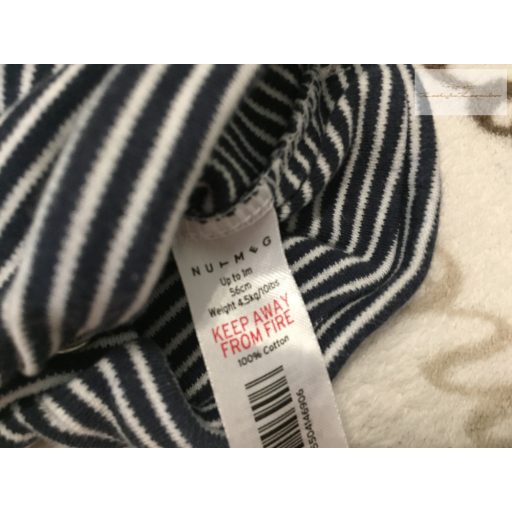 NUTMEG
Up to 1m
56cm
Weight 4.5kg/10lbs
KEEP AWAY
FROM FIRE
100% Cotton